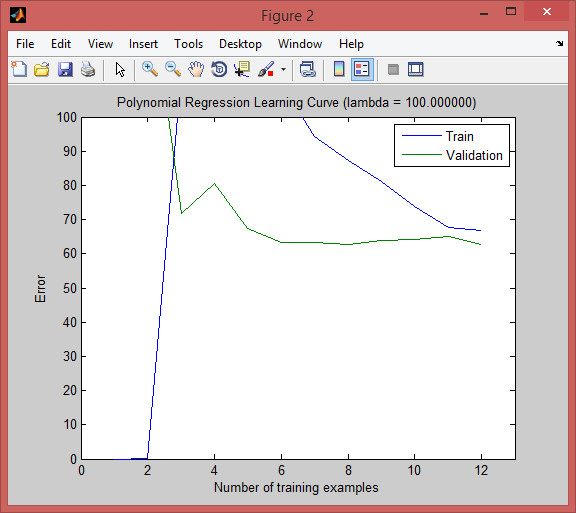 Figure 2
File Edit View Insert Tools Desktop Window Help
Polynomial Regression Learning Curve (lambda = 100.000000)
100
90
80
70
60
50
40
30
20
10
0
Error
Train
Validation
0 2 4 6 8 10 12
Number of training examples